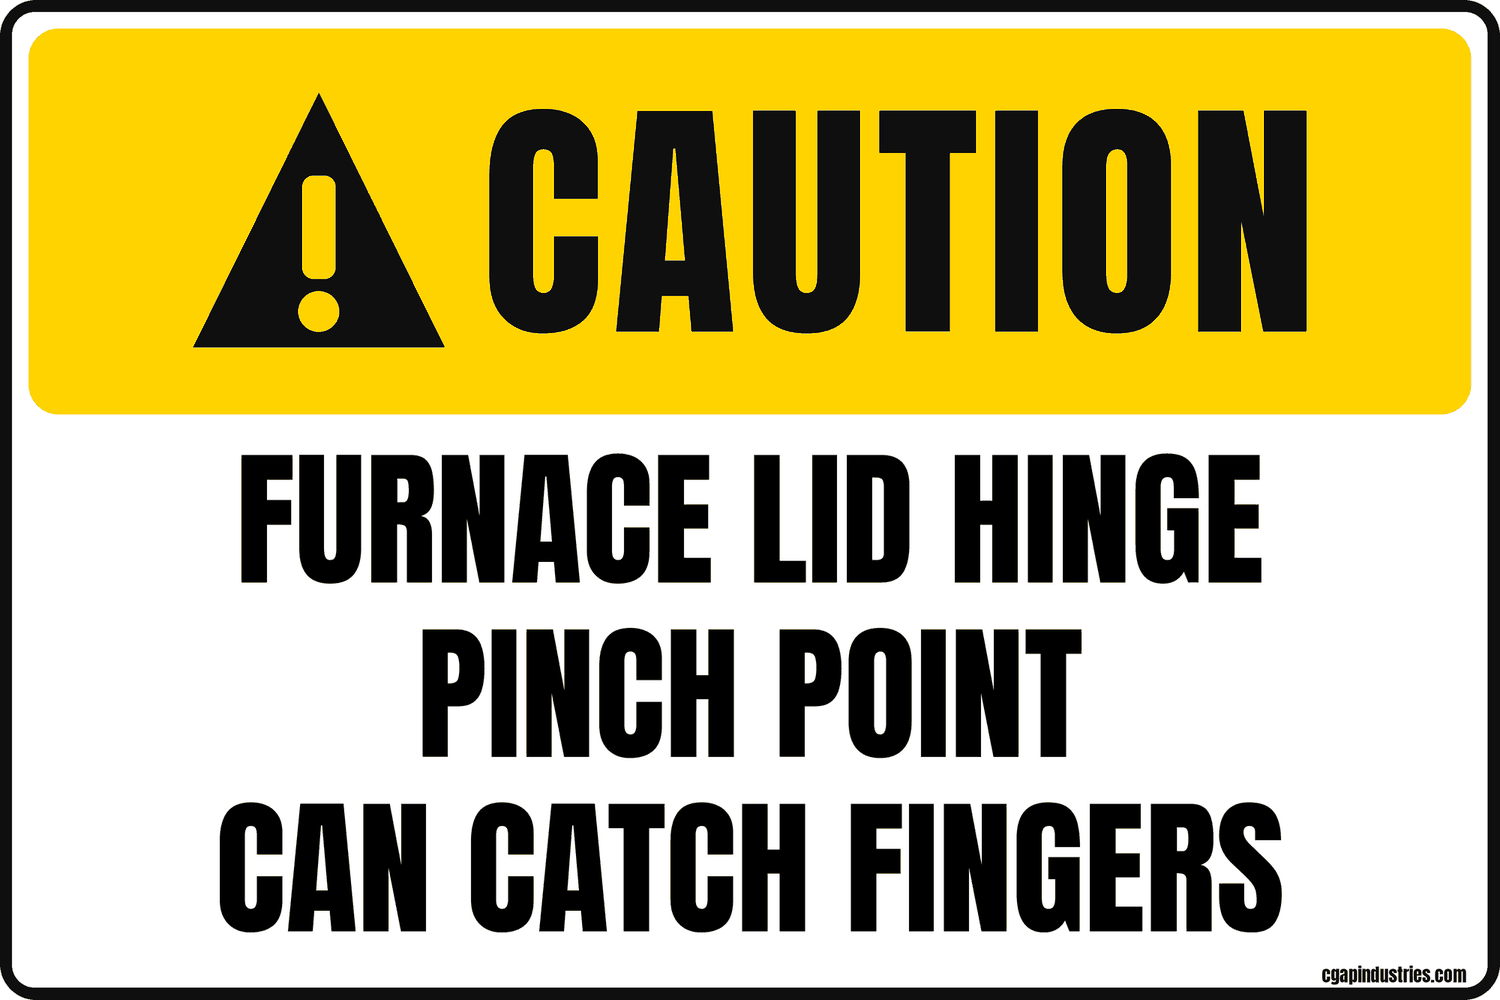 CAUTION
FURNACE LID HINGE
PINCH POINT
CAN CATCH FINGERS
cgapindustries.com